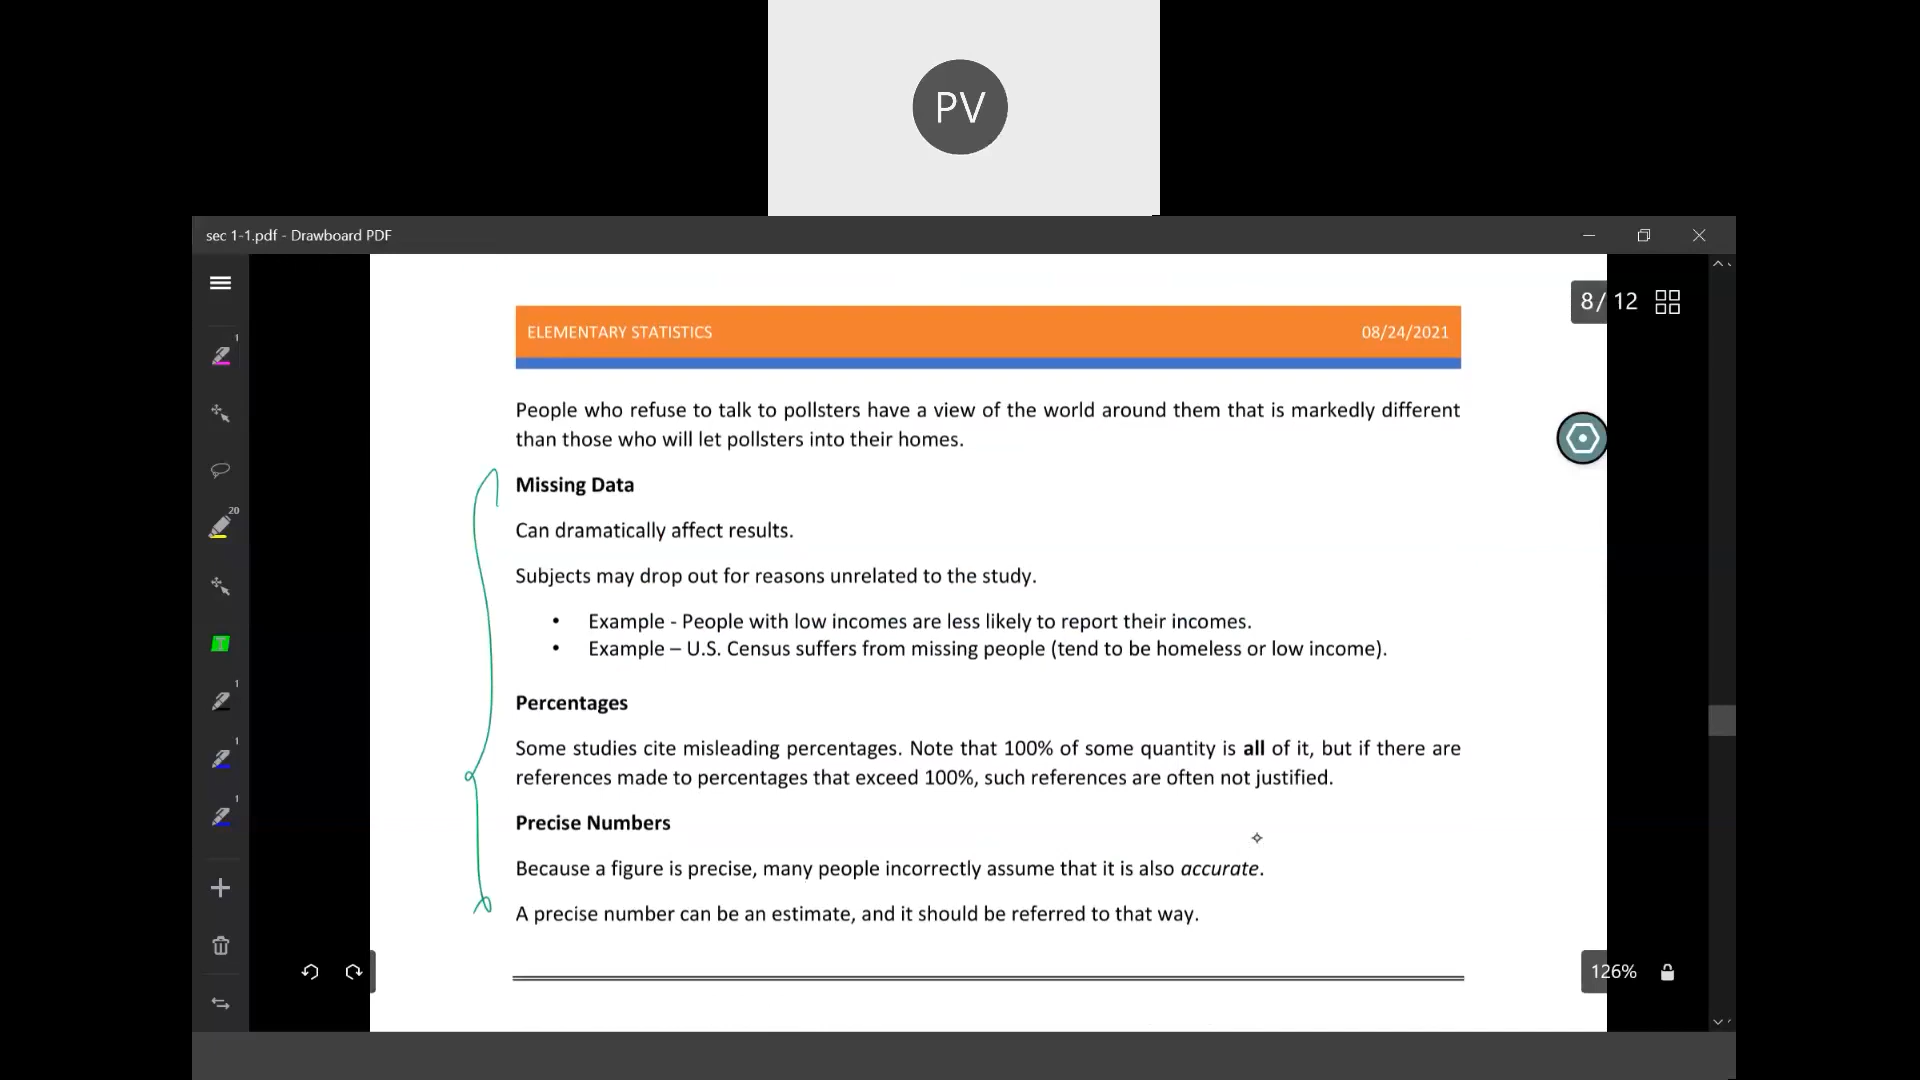 PV
sec 1-1.pdf - Drawboard PDF
8/ 12
ELEMENTARY STATISTICS 08/24/2021
1
People who refuse to talk to pollsters have a view of the world around them that is markedly different
than those who will let pollsters into their homes.
Missing Data
20
Can dramatically affect results.
Subjects may drop out for reasons unrelated to the study.
• Example - People with low incomes are less likely to report their incomes.
• Example – U.S. Census suffers from missing people (tend to be homeless or low income).
T
1
Percentages
1
Some studies cite misleading percentages. Note that 100% of some quantity is all of it, but if there are
references made to percentages that exceed 100%, such references are often not justified.
1
Precise Numbers
Because a figure is precise, many people incorrectly assume that it is also accurate.
A precise number can be an estimate, and it should be referred to that way.
126%